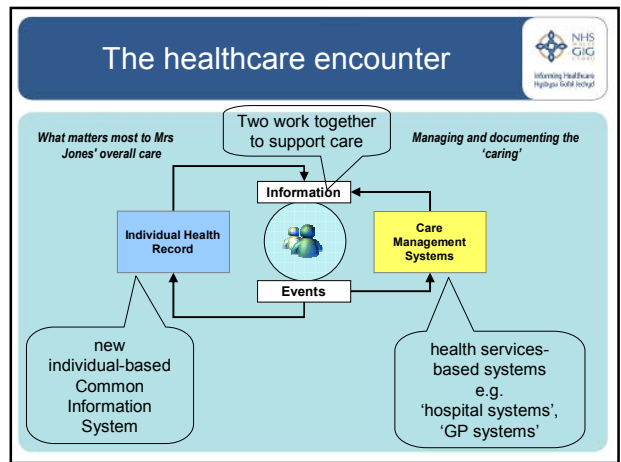 The healthcare encounter
NHS
WALES
GIG
CYMRU
Informing Healthcare
Hysbysu Gofal Iechyd
What matters most to Mrs
Jones' overall care
Two work together
to support care
Managing and documenting the
‘caring’
Information
Individual Health
Record
Care
Management
Systems
Events
new
individual-based
Common
Information
System
health services-
based systems
e.g.
‘hospital systems’,
‘GP systems’